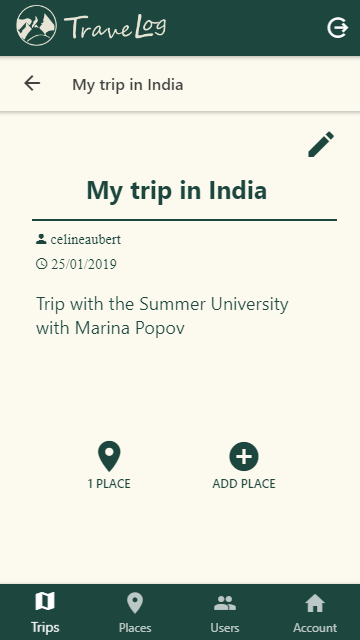 TraveLog
My trip in India
My trip in India
celineaubert
25/01/2019
Trip with the Summer University
with Marina Popov
1 PLACE
ADD PLACE
Trips
Places
Users
Account